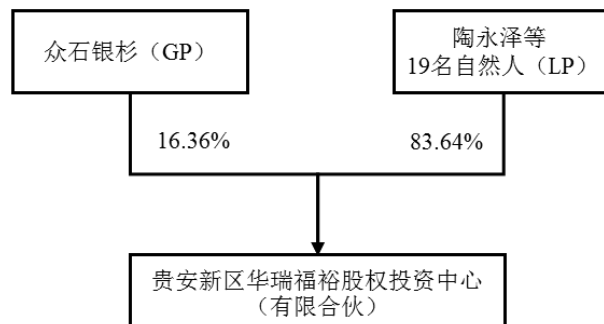 众石银杉（GP）
陶永泽等
19名自然人（LP）
16.36%
83.64%
贵安新区华瑞福裕股权投资中心
（有限合伙）